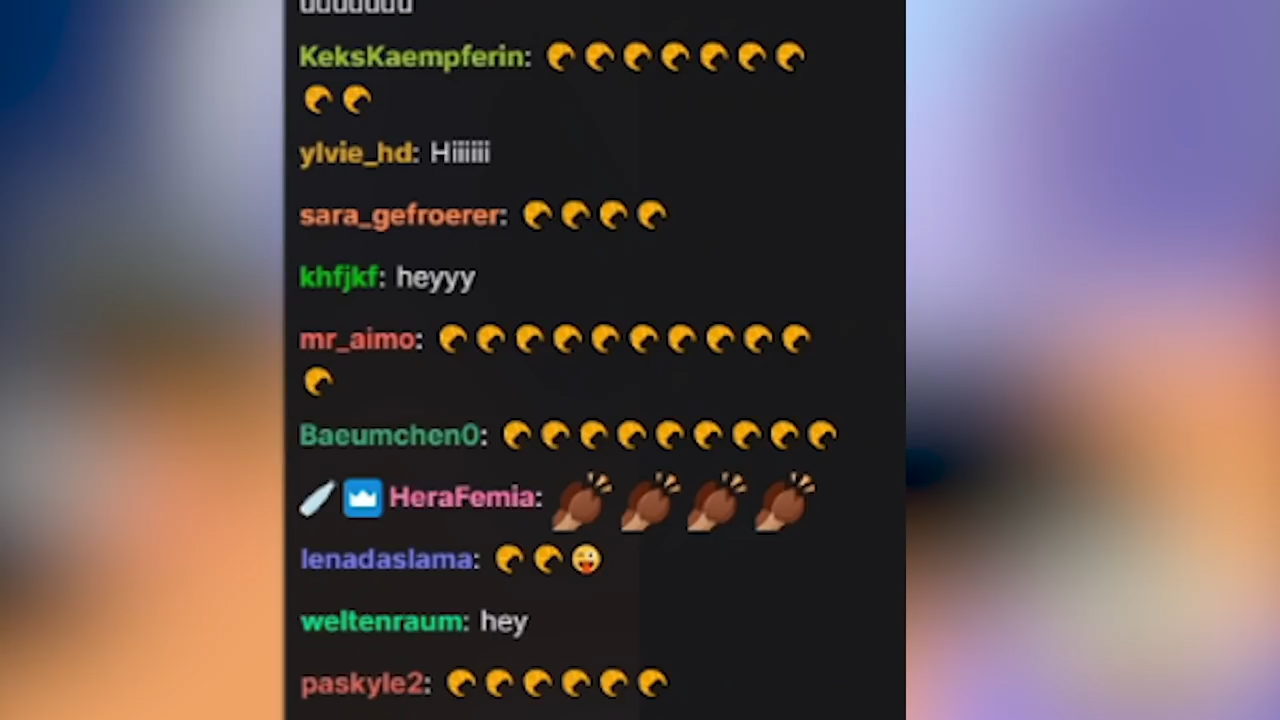 KeksKaempferin:
ylvie_hd: Hiiiiii
sara_gefroerer:
khfjkf: heyyy
mr_aimo:
Baeumchen0:
HeraFemia:
lenadaslama:
weltenraum: hey
paskyle2: